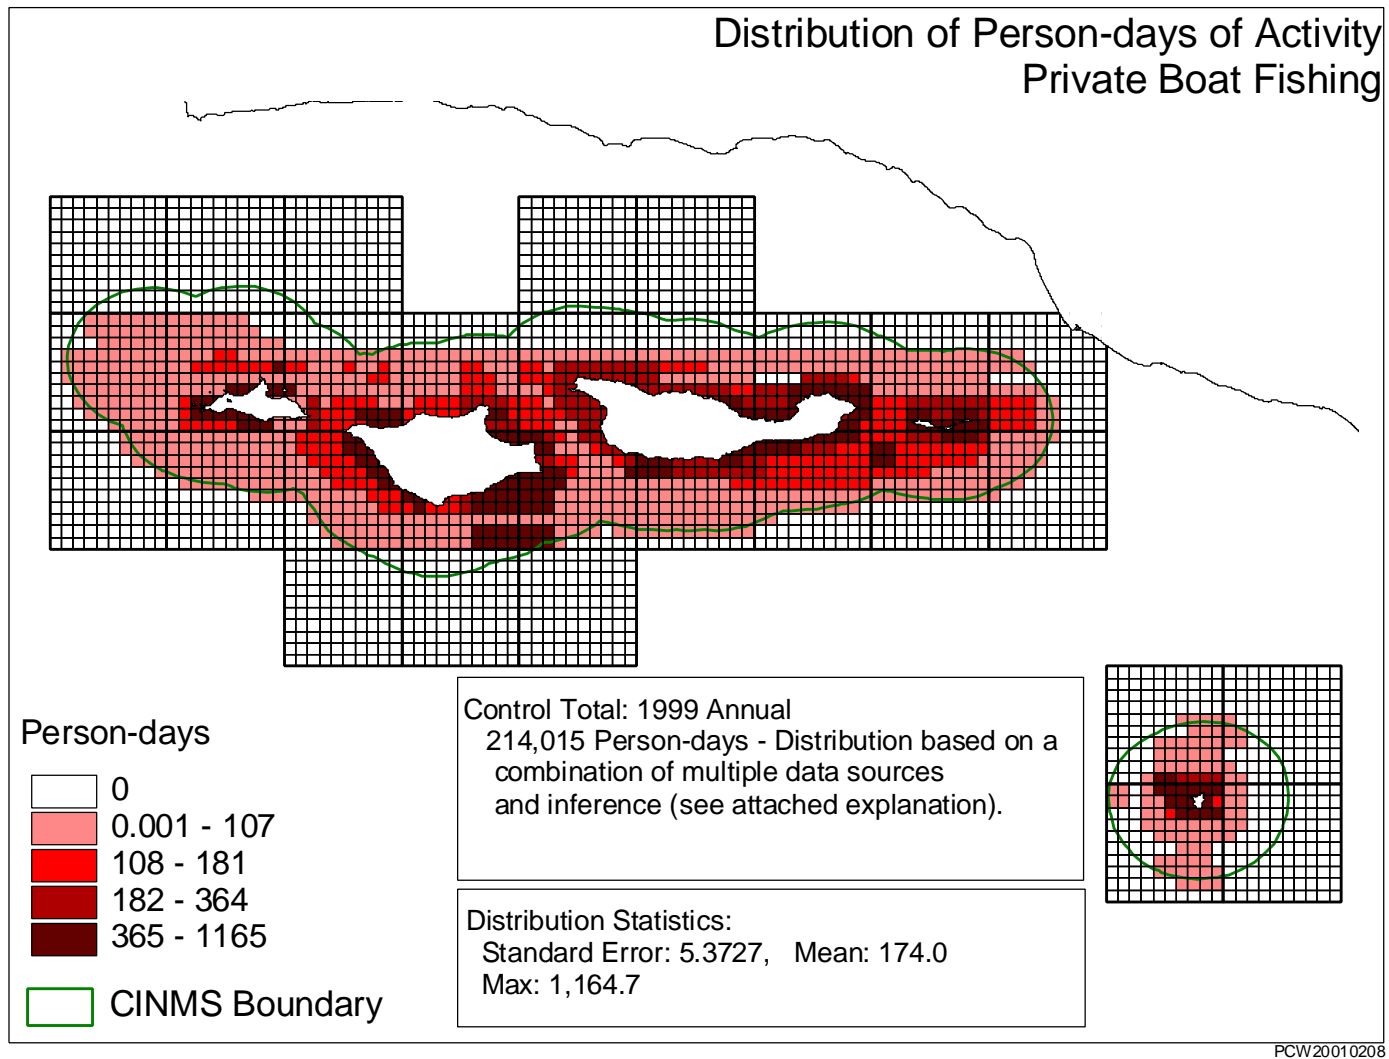 Distribution of Person-days of Activity
Private Boat Fishing
Person-days
0
0.001 - 107
108 - 181
182 - 364
365 - 1165
CINMS Boundary
Control Total: 1999 Annual
214,015 Person-days - Distribution based on a
combination of multiple data sources
and inference (see attached explanation).
Distribution Statistics:
Standard Error: 5.3727, Mean: 174.0
Max: 1,164.7
PCW20010208